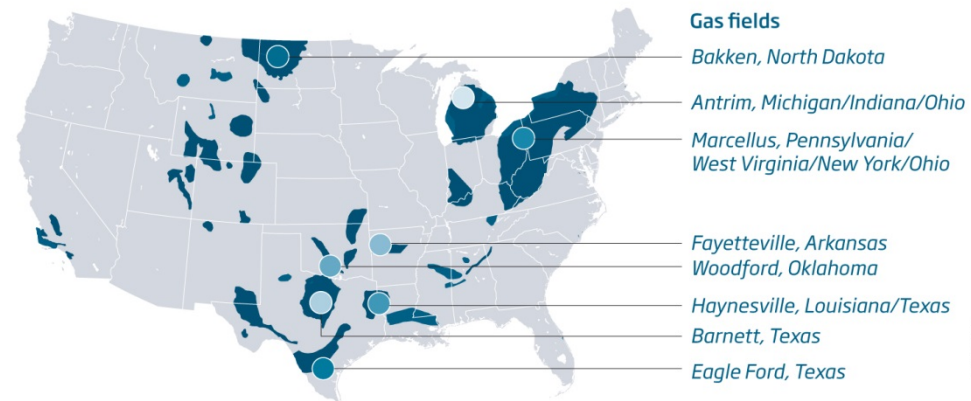 Gas fields
Bakken, North Dakota
Antrim, Michigan/Indiana/Ohio
Marcellus, Pennsylvania/
West Virginia/New York/Ohio
Fayetteville, Arkansas
Woodford, Oklahoma
Haynesville, Louisiana/Texas
Barnett, Texas
Eagle Ford, Texas